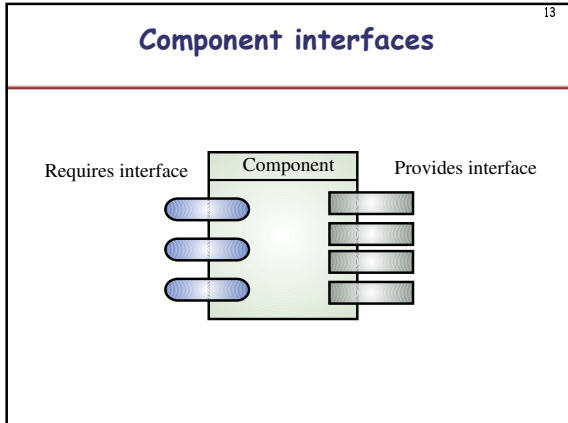 13
Component interfaces
Requires interface
Component
Provides interface